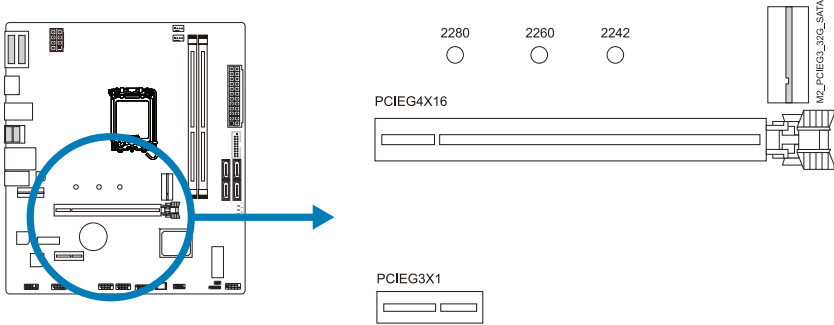 2280 2260 2242
M2_PCIEG3_32G_SATA
PCIEG4X16
PCIEG3X1